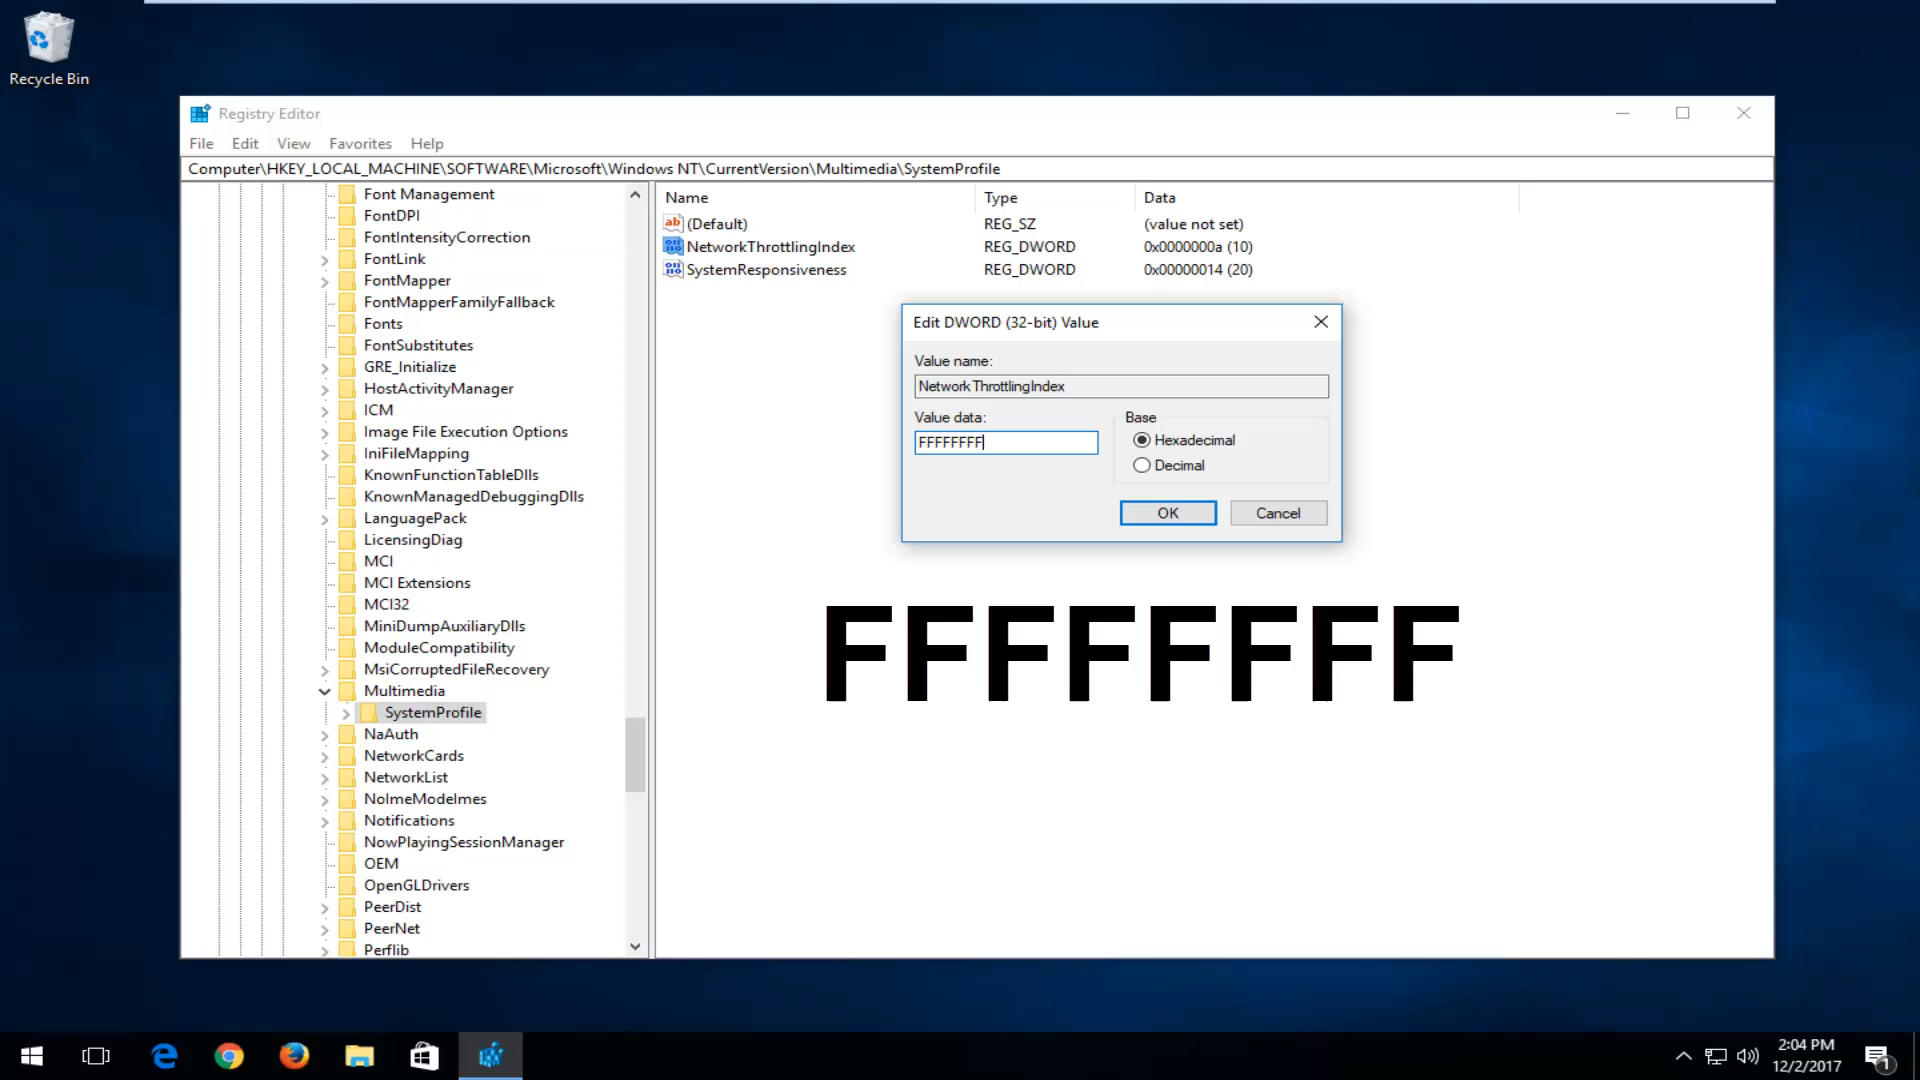 Recycle Bin
Registry Editor
File Edit View Favorites Help
Computer\HKEY_LOCAL_MACHINE\SOFTWARE\Microsoft\Windows NT\CurrentVersion\Multimedia\SystemProfile
Font Management
FontDPI
FontIntensityCorrection
FontLink
FontMapper
FontMapperFamilyFallback
Fonts
FontSubstitutes
GRE_Initialize
HostActivityManager
ICM
Image File Execution Options
IniFileMapping
KnownFunctionTableDlls
KnownManagedDebuggingDlls
LanguagePack
LicensingDiag
MCI
MCI Extensions
MCI32
MiniDumpAuxiliaryDlls
ModuleCompatibility
MsiCorruptedFileRecovery
Multimedia
SystemProfile
NaAuth
NetworkCards
NetworkList
NoImeModeImes
Notifications
NowPlayingSessionManager
OEM
OpenGLDrivers
PeerDist
PeerNet
Perflib
Name Type Data
ab (Default) REG_SZ (value not set)
NetworkThrottlingIndex REG_DWORD 0x0000000a (10)
SystemResponsiveness REG_DWORD 0x00000014 (20)
Edit DWORD (32-bit) Value
Value name:
NetworkThrottlingIndex
Value data:
FFFFFFFF
Base
Hexadecimal
Decimal
OK Cancel
FFFFFFFF
2:04 PM
12/2/2017
1